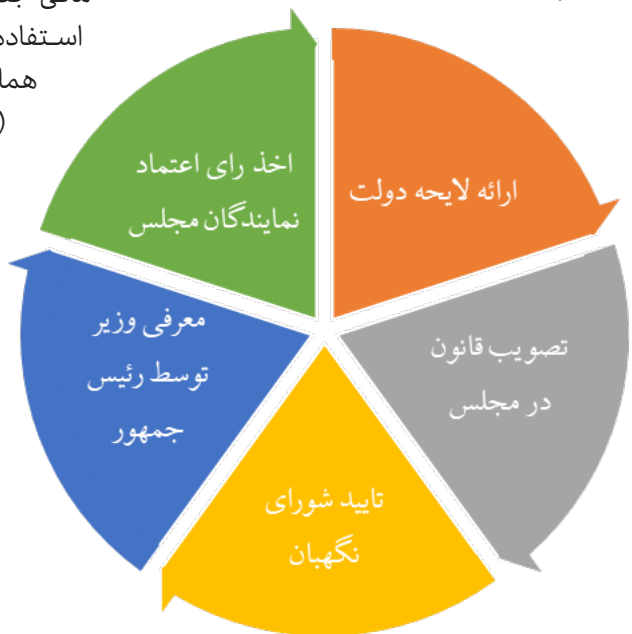 استفاده
ارائه لایحه دولت
تصویب قانون
در مجلس
تایید شورای
نگهبان
معرفی وزیر
توسط رئیس
جمهور
اخذ رای اعتماد
نمایندگان مجلس